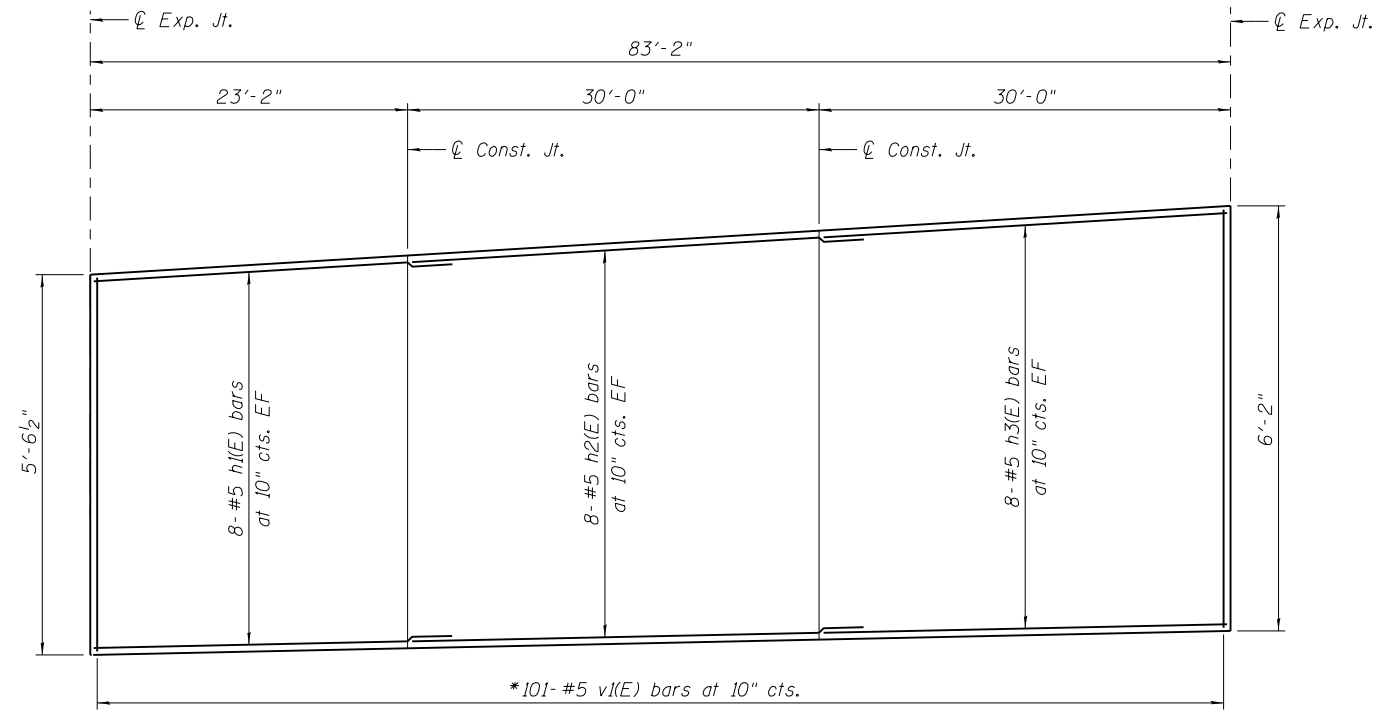 ℄ Exp. Jt.
℄ Exp. Jt.
83'-2"
23'-2"
30'-0"
30'-0"
℄ Const. Jt.
℄ Const. Jt.
5'-6½"
8- #5 h1(E) bars
at 10" cts. EF
8- #5 h2(E) bars
at 10" cts. EF
8- #5 h3(E) bars
at 10" cts. EF
6'-2"
*101- #5 v1(E) bars at 10" cts.